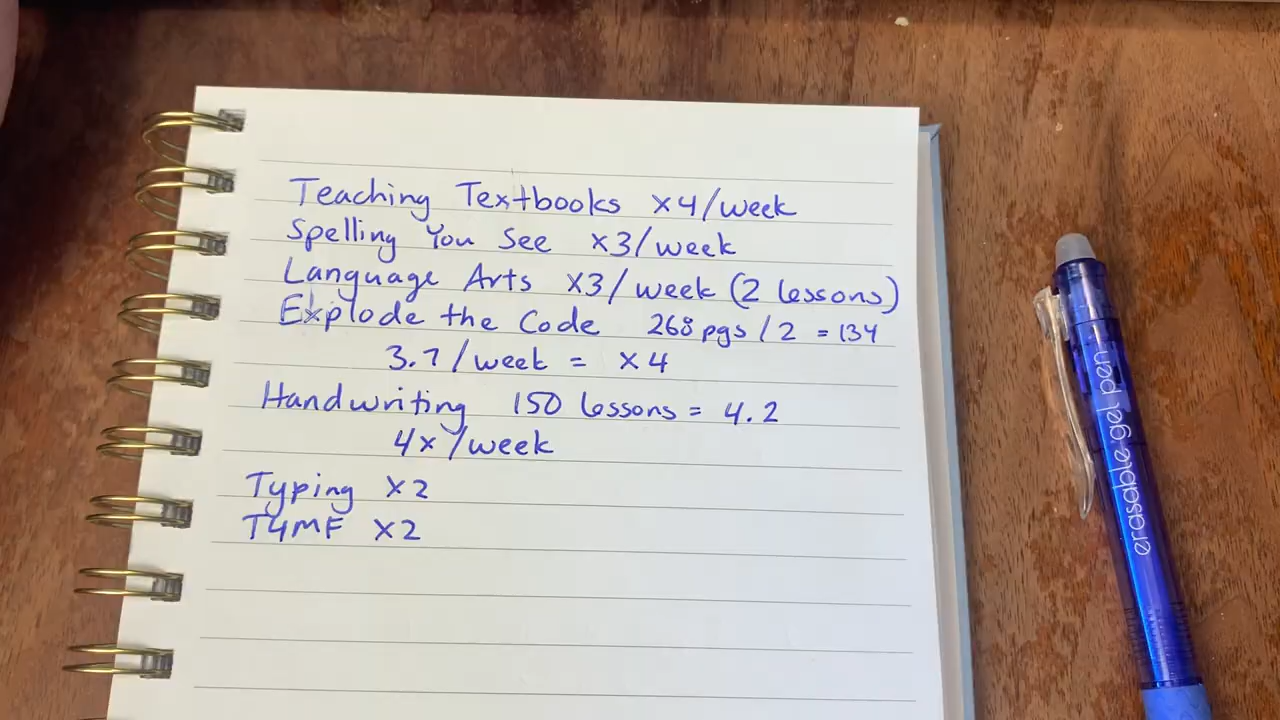 Teaching Textbooks x4/week
Spelling You See x3/week
Language Arts x3/week (2 lessons)
Explode the Code 268 pgs/2 = 134
3.7/week = x4
Handwriting 150 lessons = 4.2
4x/week
Typing x2
T4MF x2
erasable gel pen